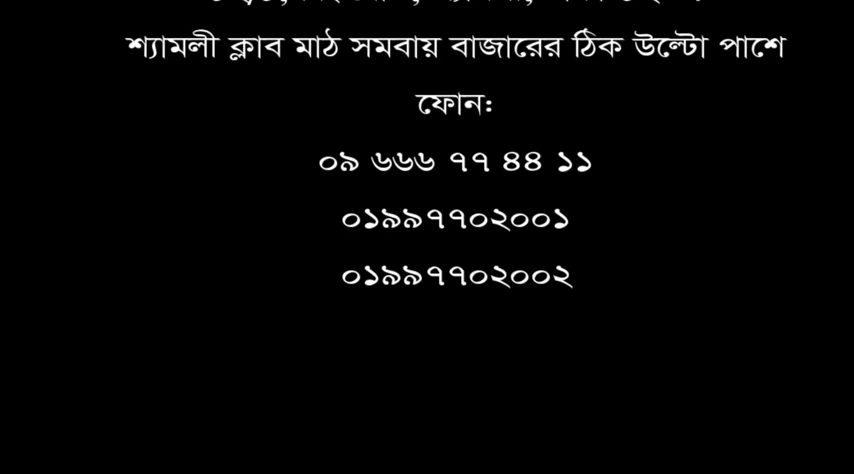 শ্যামলী ক্লাব মাঠ সমবায় বাজারের ঠিক উল্টো পাশে
ফোন:
০৯ ৬৬৬ ৭৭ ৪৪ ১১
০১৯৯৭৭০২০০১
০১৯৯৭৭০২০০২